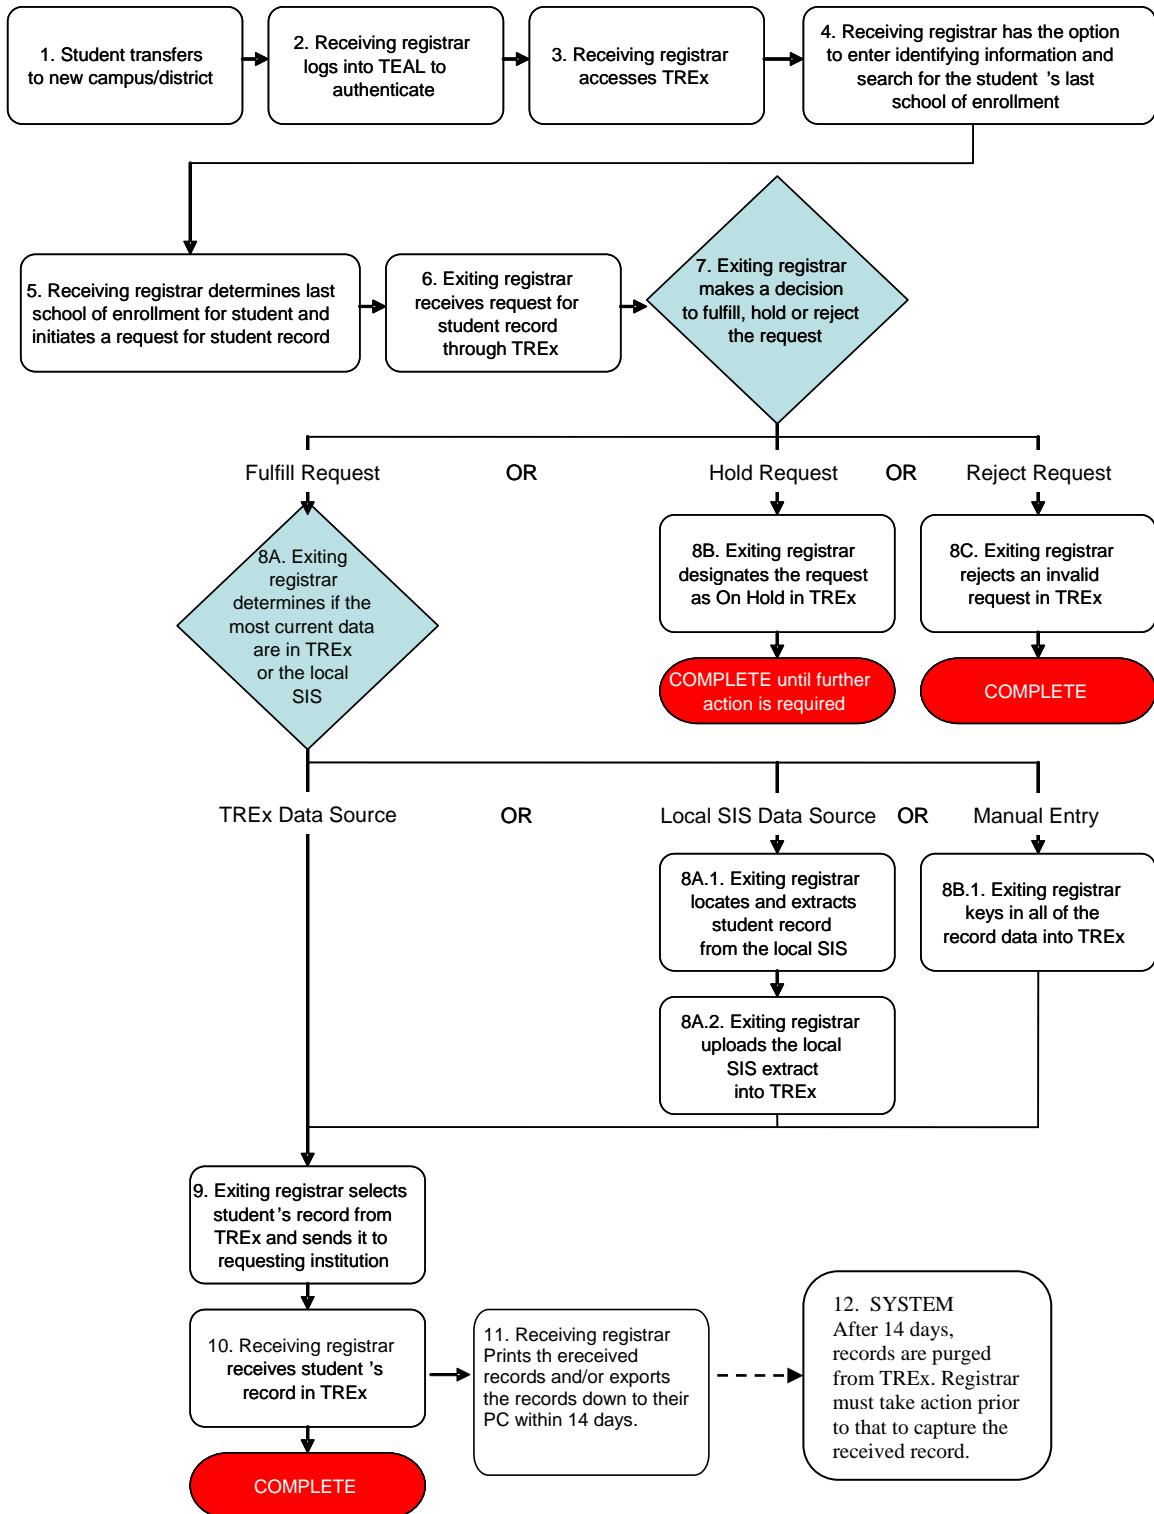 1. Student transfers
to new campus/district
2. Receiving registrar
logs into TEAL to
authenticate
3. Receiving registrar
accesses TREx
4. Receiving registrar has the option
to enter identifying information and
search for the student 's last
school of enrollment
5. Receiving registrar determines last
school of enrollment for student and
initiates a request for student record
6. Exiting registrar
receives request for
student record
through TREx
7. Exiting registrar
makes a decision
to fulfill, hold or reject
the request
Fulfill Request
OR
Hold Request
OR
Reject Request
8A. Exiting
registrar
determines if the
most current data
are in TREx
or the local
SIS
8B. Exiting registrar
designates the request
as On Hold in TREx
8C. Exiting registrar
rejects an invalid
request in TREx
COMPLETE until further
action is required
COMPLETE
TREx Data Source
OR
Local SIS Data Source
OR
Manual Entry
8A.1. Exiting registrar
locates and extracts
student record
from the local SIS
8B.1. Exiting registrar
keys in all of the
record data into TREx
8A.2. Exiting registrar
uploads the local
SIS extract
into TREx
9. Exiting registrar selects
student's record from
TREx and sends it to
requesting institution
10. Receiving registrar
receives student 's
record in TREx
11. Receiving registrar
Prints th ereceived
records and/or exports
the records down to their
PC within 14 days.
12. SYSTEM
After 14 days,
records are purged
from TREx. Registrar
must take action prior
to that to capture the
received record.
COMPLETE